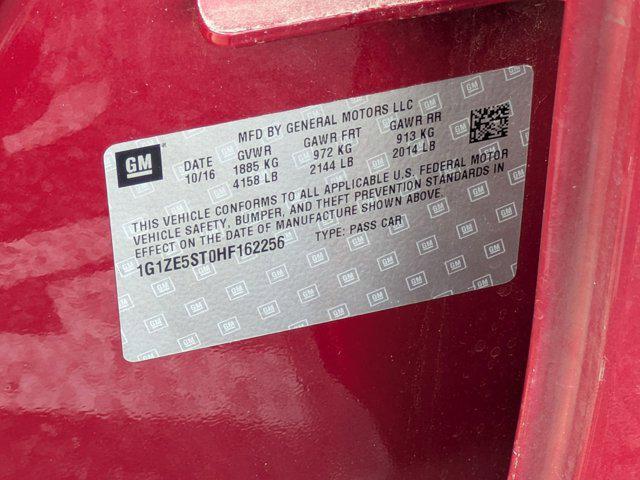 MFD BY GENERAL MOTORS LLC
GM
DATE GVWR GAWR FRT GAWR RR
10/16 1885 KG 972 KG 913 KG
4158 LB 2144 LB 2014 LB
THIS VEHICLE CONFORMS TO ALL APPLICABLE U.S. FEDERAL MOTOR
VEHICLE SAFETY, BUMPER, AND THEFT PREVENTION STANDARDS IN
EFFECT ON THE DATE OF MANUFACTURE SHOWN ABOVE.
1G1ZE5ST0HF162256 TYPE: PASS CAR